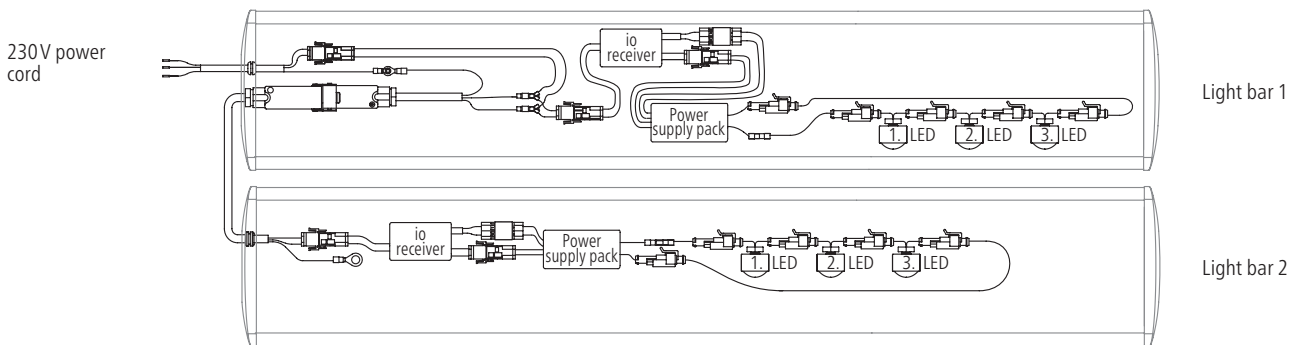 230 V power
cord
io
receiver
Power
supply pack
1. LED
2. LED
3. LED
Light bar 1
io
receiver
Power
supply pack
1. LED
2. LED
3. LED
Light bar 2